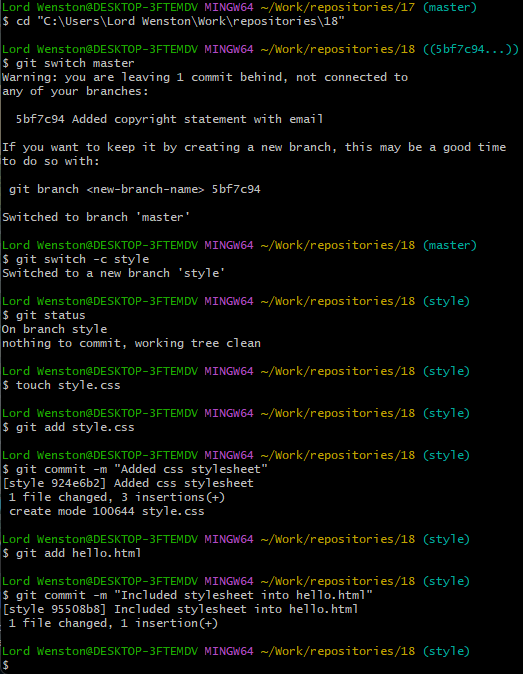 Lord Wenston@DESKTOP-3FTEMDV MINGW64 ~/Work/repositories/17 (master)
$ cd "C:\Users\Lord Wenston\Work\repositories\18"
Lord Wenston@DESKTOP-3FTEMDV MINGW64 ~/Work/repositories/18 ((5bf7c94...))
$ git switch master
Warning: you are leaving 1 commit behind, not connected to
any of your branches:
5bf7c94 Added copyright statement with email
If you want to keep it by creating a new branch, this may be a good time
to do so with:
git branch <new-branch-name> 5bf7c94
Switched to branch 'master'
Lord Wenston@DESKTOP-3FTEMDV MINGW64 ~/Work/repositories/18 (master)
$ git switch -c style
Switched to a new branch 'style'
Lord Wenston@DESKTOP-3FTEMDV MINGW64 ~/Work/repositories/18 (style)
$ git status
On branch style
nothing to commit, working tree clean
Lord Wenston@DESKTOP-3FTEMDV MINGW64 ~/Work/repositories/18 (style)
$ touch style.css
Lord Wenston@DESKTOP-3FTEMDV MINGW64 ~/Work/repositories/18 (style)
$ git add style.css
Lord Wenston@DESKTOP-3FTEMDV MINGW64 ~/Work/repositories/18 (style)
$ git commit -m "Added css stylesheet"
[style 924e6b2] Added css stylesheet
1 file changed, 3 insertions(+)
create mode 100644 style.css
Lord Wenston@DESKTOP-3FTEMDV MINGW64 ~/Work/repositories/18 (style)
$ git add hello.html
Lord Wenston@DESKTOP-3FTEMDV MINGW64 ~/Work/repositories/18 (style)
$ git commit -m "Included stylesheet into hello.html"
[style 95508b8] Included stylesheet into hello.html
1 file changed, 1 insertion(+)
Lord Wenston@DESKTOP-3FTEMDV MINGW64 ~/Work/repositories/18 (style)
$